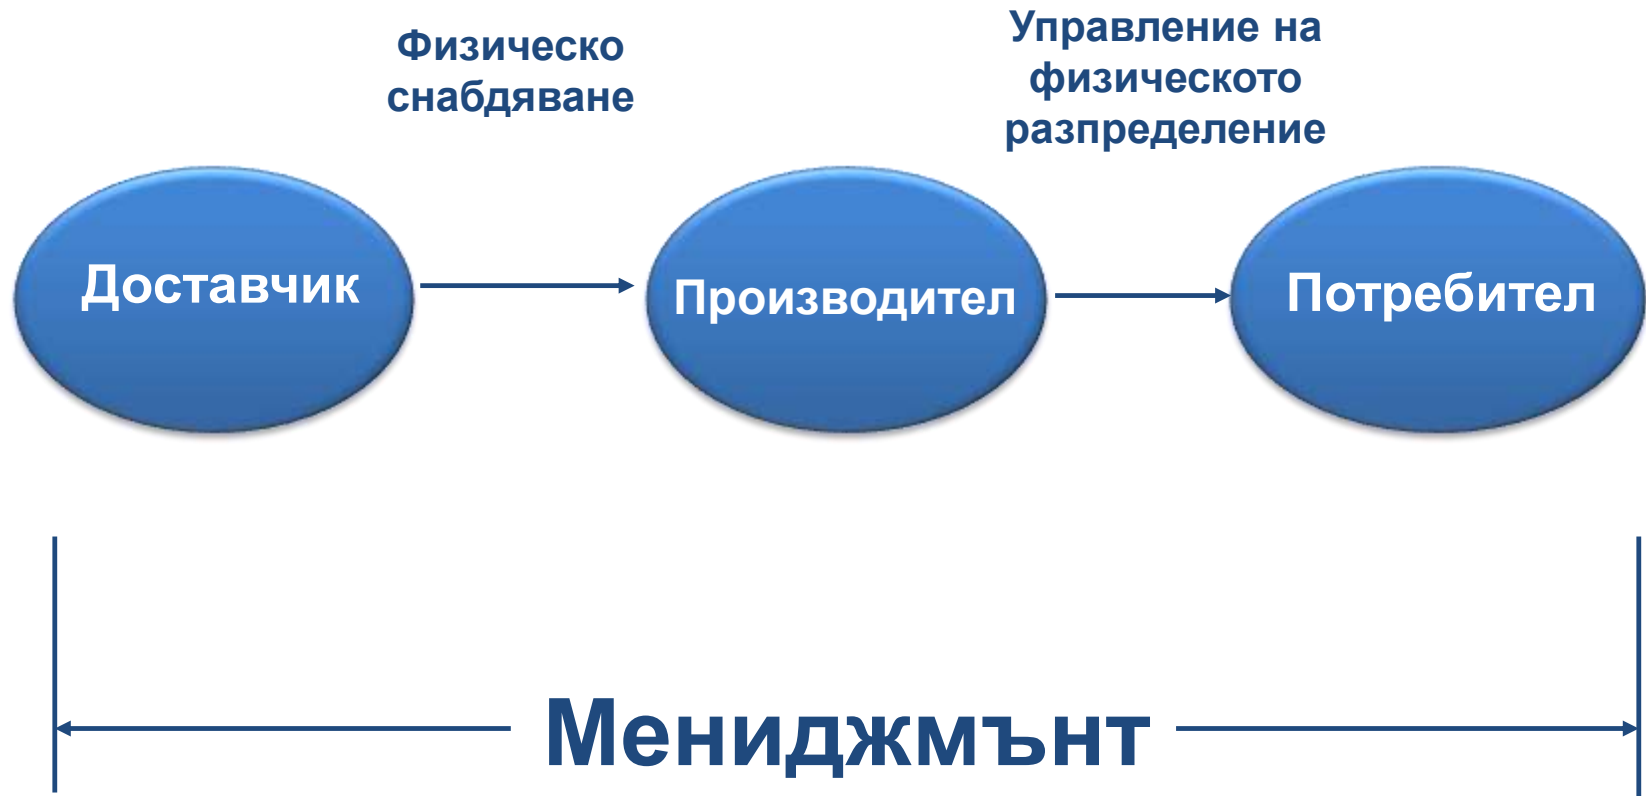 Физическо
снабдяване
Управление на
физическото
разпределение
Доставчик
Производител
Потребител
Мениджмънт